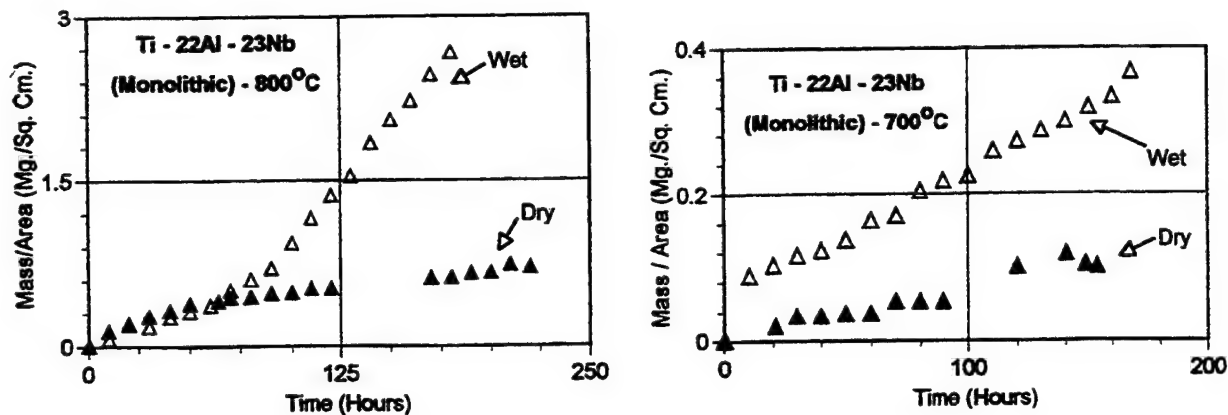 3
1.5
0
Mass/Area (Mg./Sq. Cm.)
Ti - 22Al - 23Nb
(Monolithic) - 800°C
Wet
Dry
0
125
250
Time (Hours)
0.4
0.2
0
Mass / Area (Mg./Sq. Cm.)
Ti - 22Al - 23Nb
(Monolithic) - 700°C
Wet
Dry
0
100
200
Time (Hours)